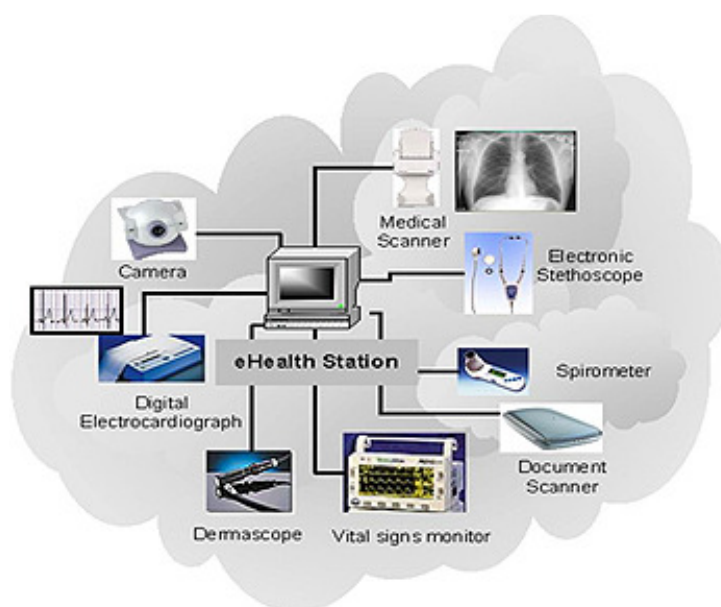 Medical
Scanner
Electronic
Stethoscope
Camera
eHealth Station
Spirometer
Digital
Electrocardiograph
Document
Scanner
Dermascope
Vital signs monitor